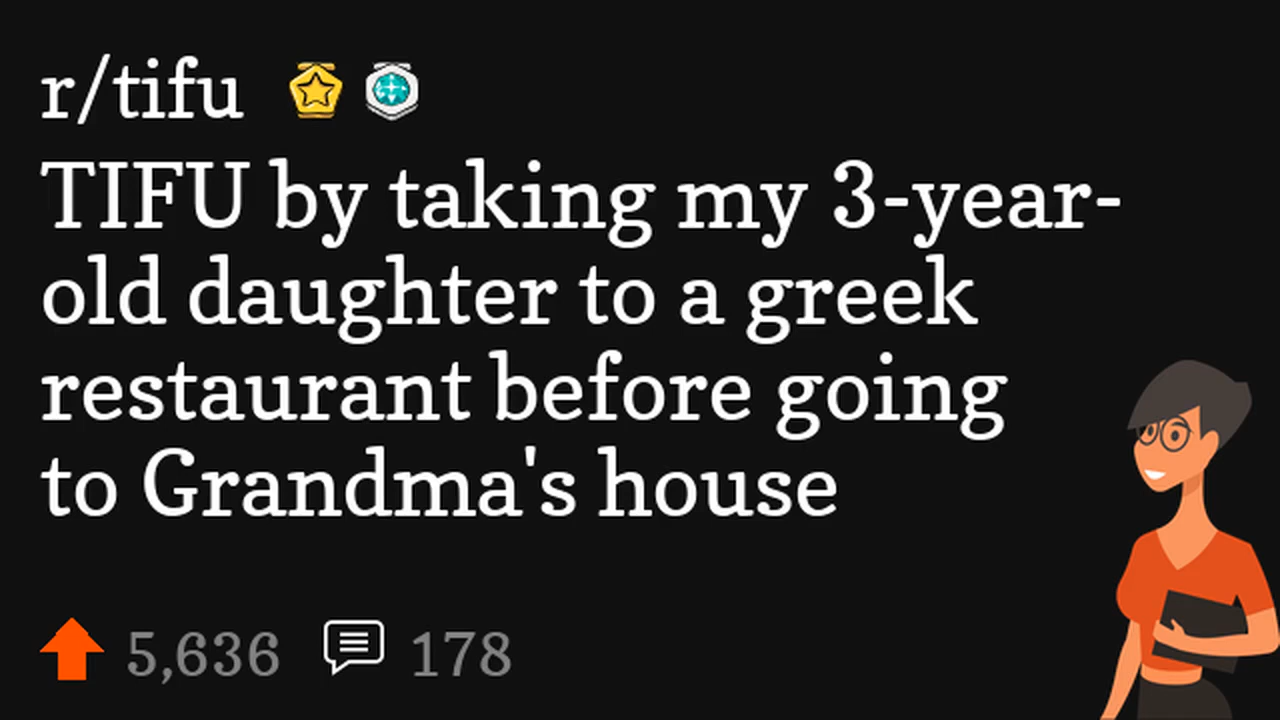 r/tifu
TIFU by taking my 3-year-
old daughter to a greek
restaurant before going
to Grandma's house
5,636 178